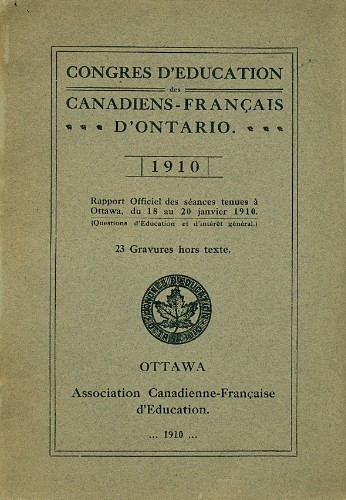 CONGRES D'EDUCATION
des
CANADIENS-FRANÇAIS
D'ONTARIO.
1910
Rapport Officiel des séances tenues à
Ottawa, du 18 au 20 janvier 1910.
(Questions d'Education et d'intérêt général.)
23 Gravures hors texte.
OTTAWA
Association Canadienne-Française
d'Education.
... 1910 ...